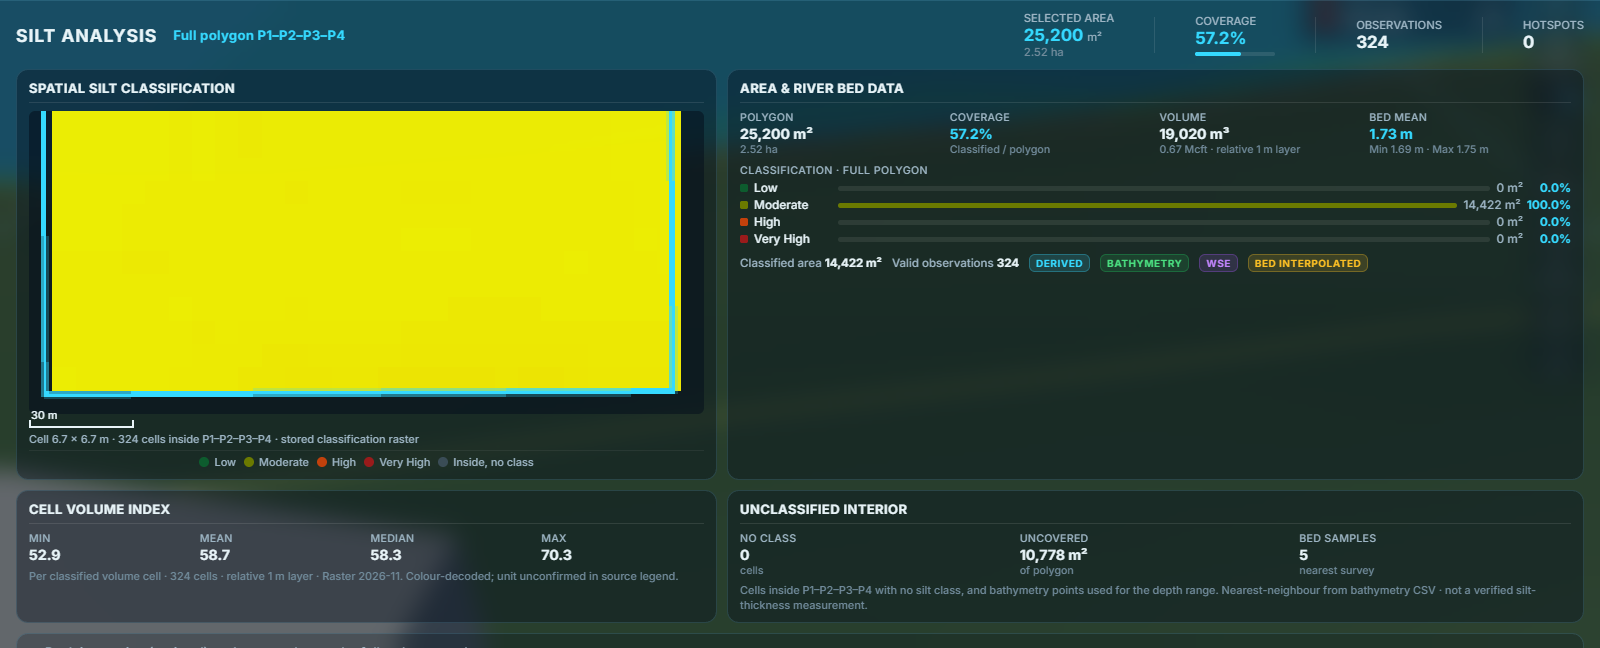 SILT ANALYSIS Full polygon P1–P2–P3–P4
SELECTED AREA
25,200 m²
2.52 ha
COVERAGE
57.2%
OBSERVATIONS
324
HOTSPOTS
0
SPATIAL SILT CLASSIFICATION
30 m
Cell 6.7 × 6.7 m · 324 cells inside P1–P2–P3–P4 · stored classification raster
Low Moderate High Very High Inside, no class
AREA & RIVER BED DATA
POLYGON
25,200 m²
2.52 ha
COVERAGE
57.2%
Classified / polygon
VOLUME
19,020 m³
0.67 Mcft · relative 1 m layer
BED MEAN
1.73 m
Min 1.69 m · Max 1.75 m
CLASSIFICATION · FULL POLYGON
Low 0 m² 0.0%
Moderate 14,422 m² 100.0%
High 0 m² 0.0%
Very High 0 m² 0.0%
Classified area 14,422 m² Valid observations 324 DERIVED BATHYMETRY WSE BED INTERPOLATED
CELL VOLUME INDEX
MIN
52.9
MEAN
58.7
MEDIAN
58.3
MAX
70.3
Per classified volume cell · 324 cells · relative 1 m layer · Raster 2026-11. Colour-decoded; unit unconfirmed in source legend.
UNCLASSIFIED INTERIOR
NO CLASS
0
cells
UNCOVERED
10,778 m²
of polygon
BED SAMPLES
5
nearest survey
Cells inside P1–P2–P3–P4 with no silt class, and bathymetry points used for the depth range. Nearest-neighbour from bathymetry CSV · not a verified silt-
thickness measurement.